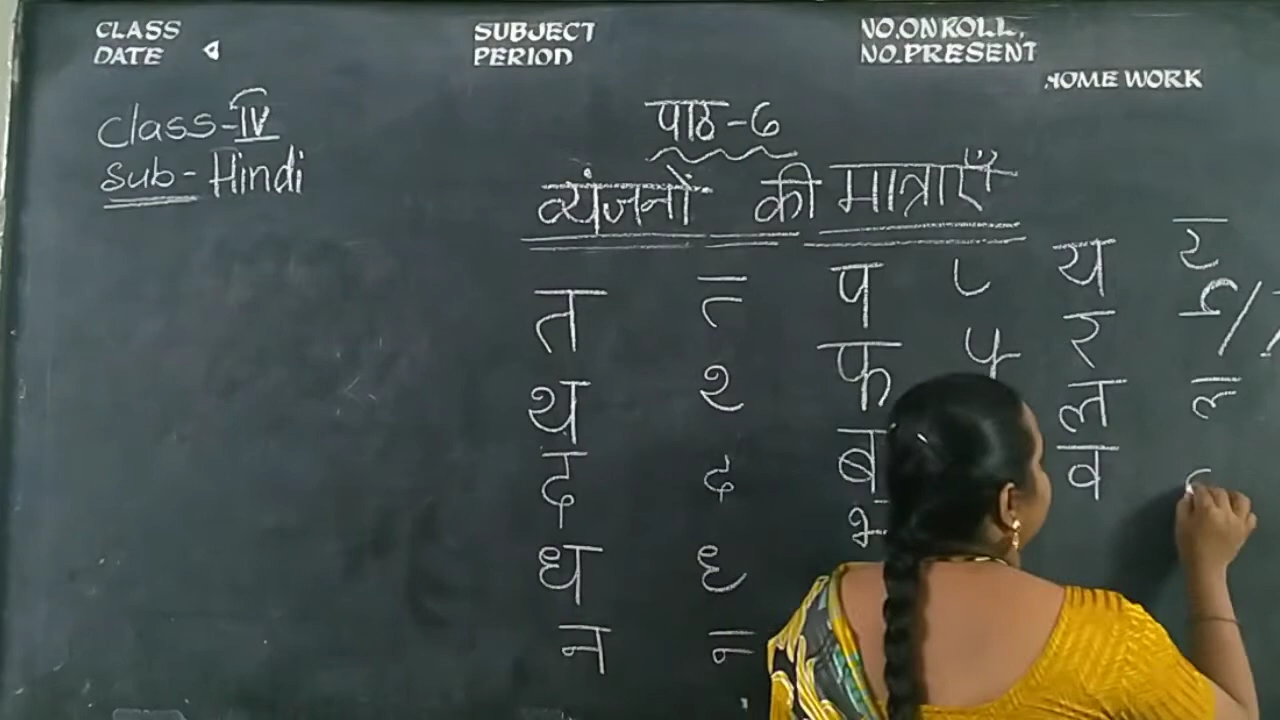 CLASS SUBJECT NO.ON ROLL,
DATE PERIOD NO.PRESENT
HOME WORK
Class-IV
Sub- Hindi
पाठ-6
व्यंजनों की मात्राएँ
त त्
थ थ्
द द
ध ध्
न न्
प प्
फ फ्
ब
भ
य य्
र
ल ल्
व